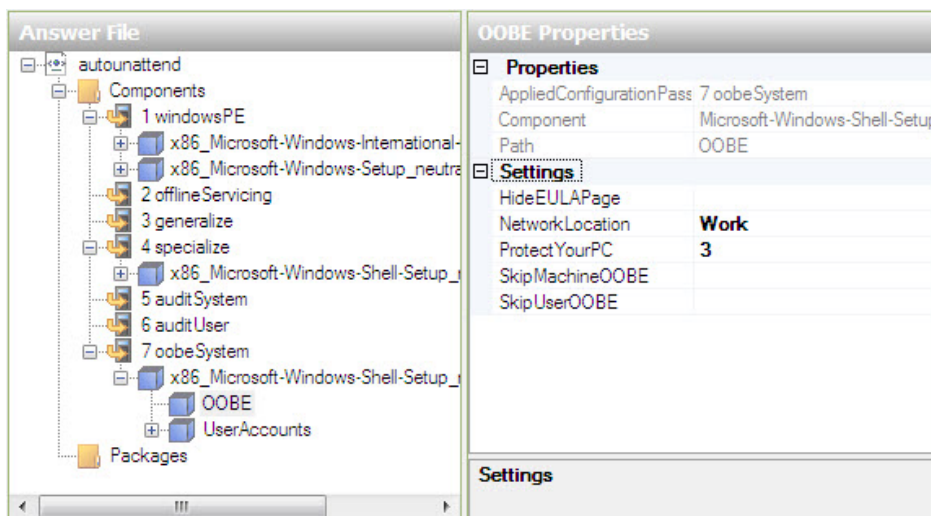 Answer File
autounattend
Components
1 windowsPE
x86_Microsoft-Windows-International-
x86_Microsoft-Windows-Setup_neutra
2 offlineServicing
3 generalize
4 specialize
x86_Microsoft-Windows-Shell-Setup_
5 auditSystem
6 auditUser
7 oobeSystem
x86_Microsoft-Windows-Shell-Setup_
OOBE
UserAccounts
Packages
OOBE Properties
Properties
AppliedConfigurationPass 7 oobeSystem
Component Microsoft-Windows-Shell-Setup
Path OOBE
Settings
HideEULAPage
NetworkLocation Work
ProtectYourPC 3
SkipMachineOOBE
SkipUserOOBE
Settings